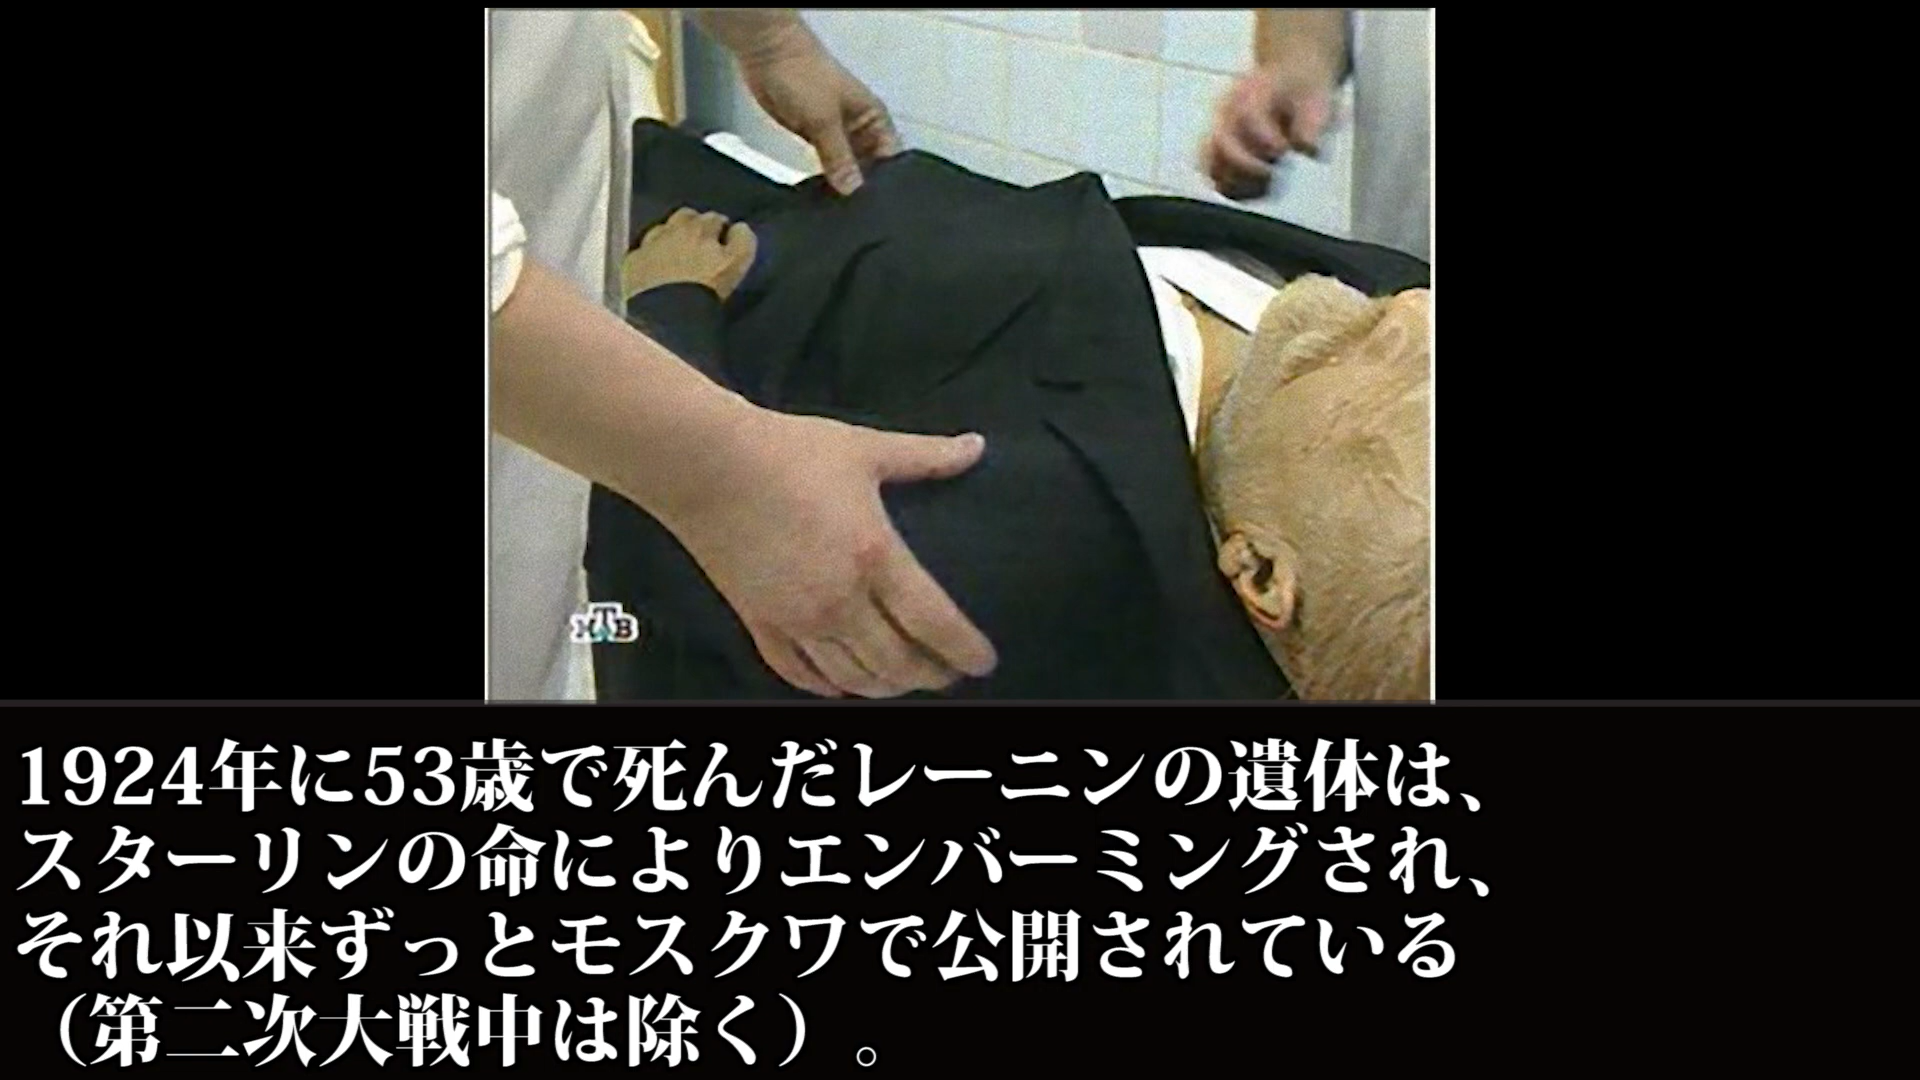 НТВ
1924年に53歳で死んだレーニンの遺体は、
スターリンの命によりエンバーミングされ、
それ以来ずっとモスクワで公開されている
（第二次大戦中は除く）。